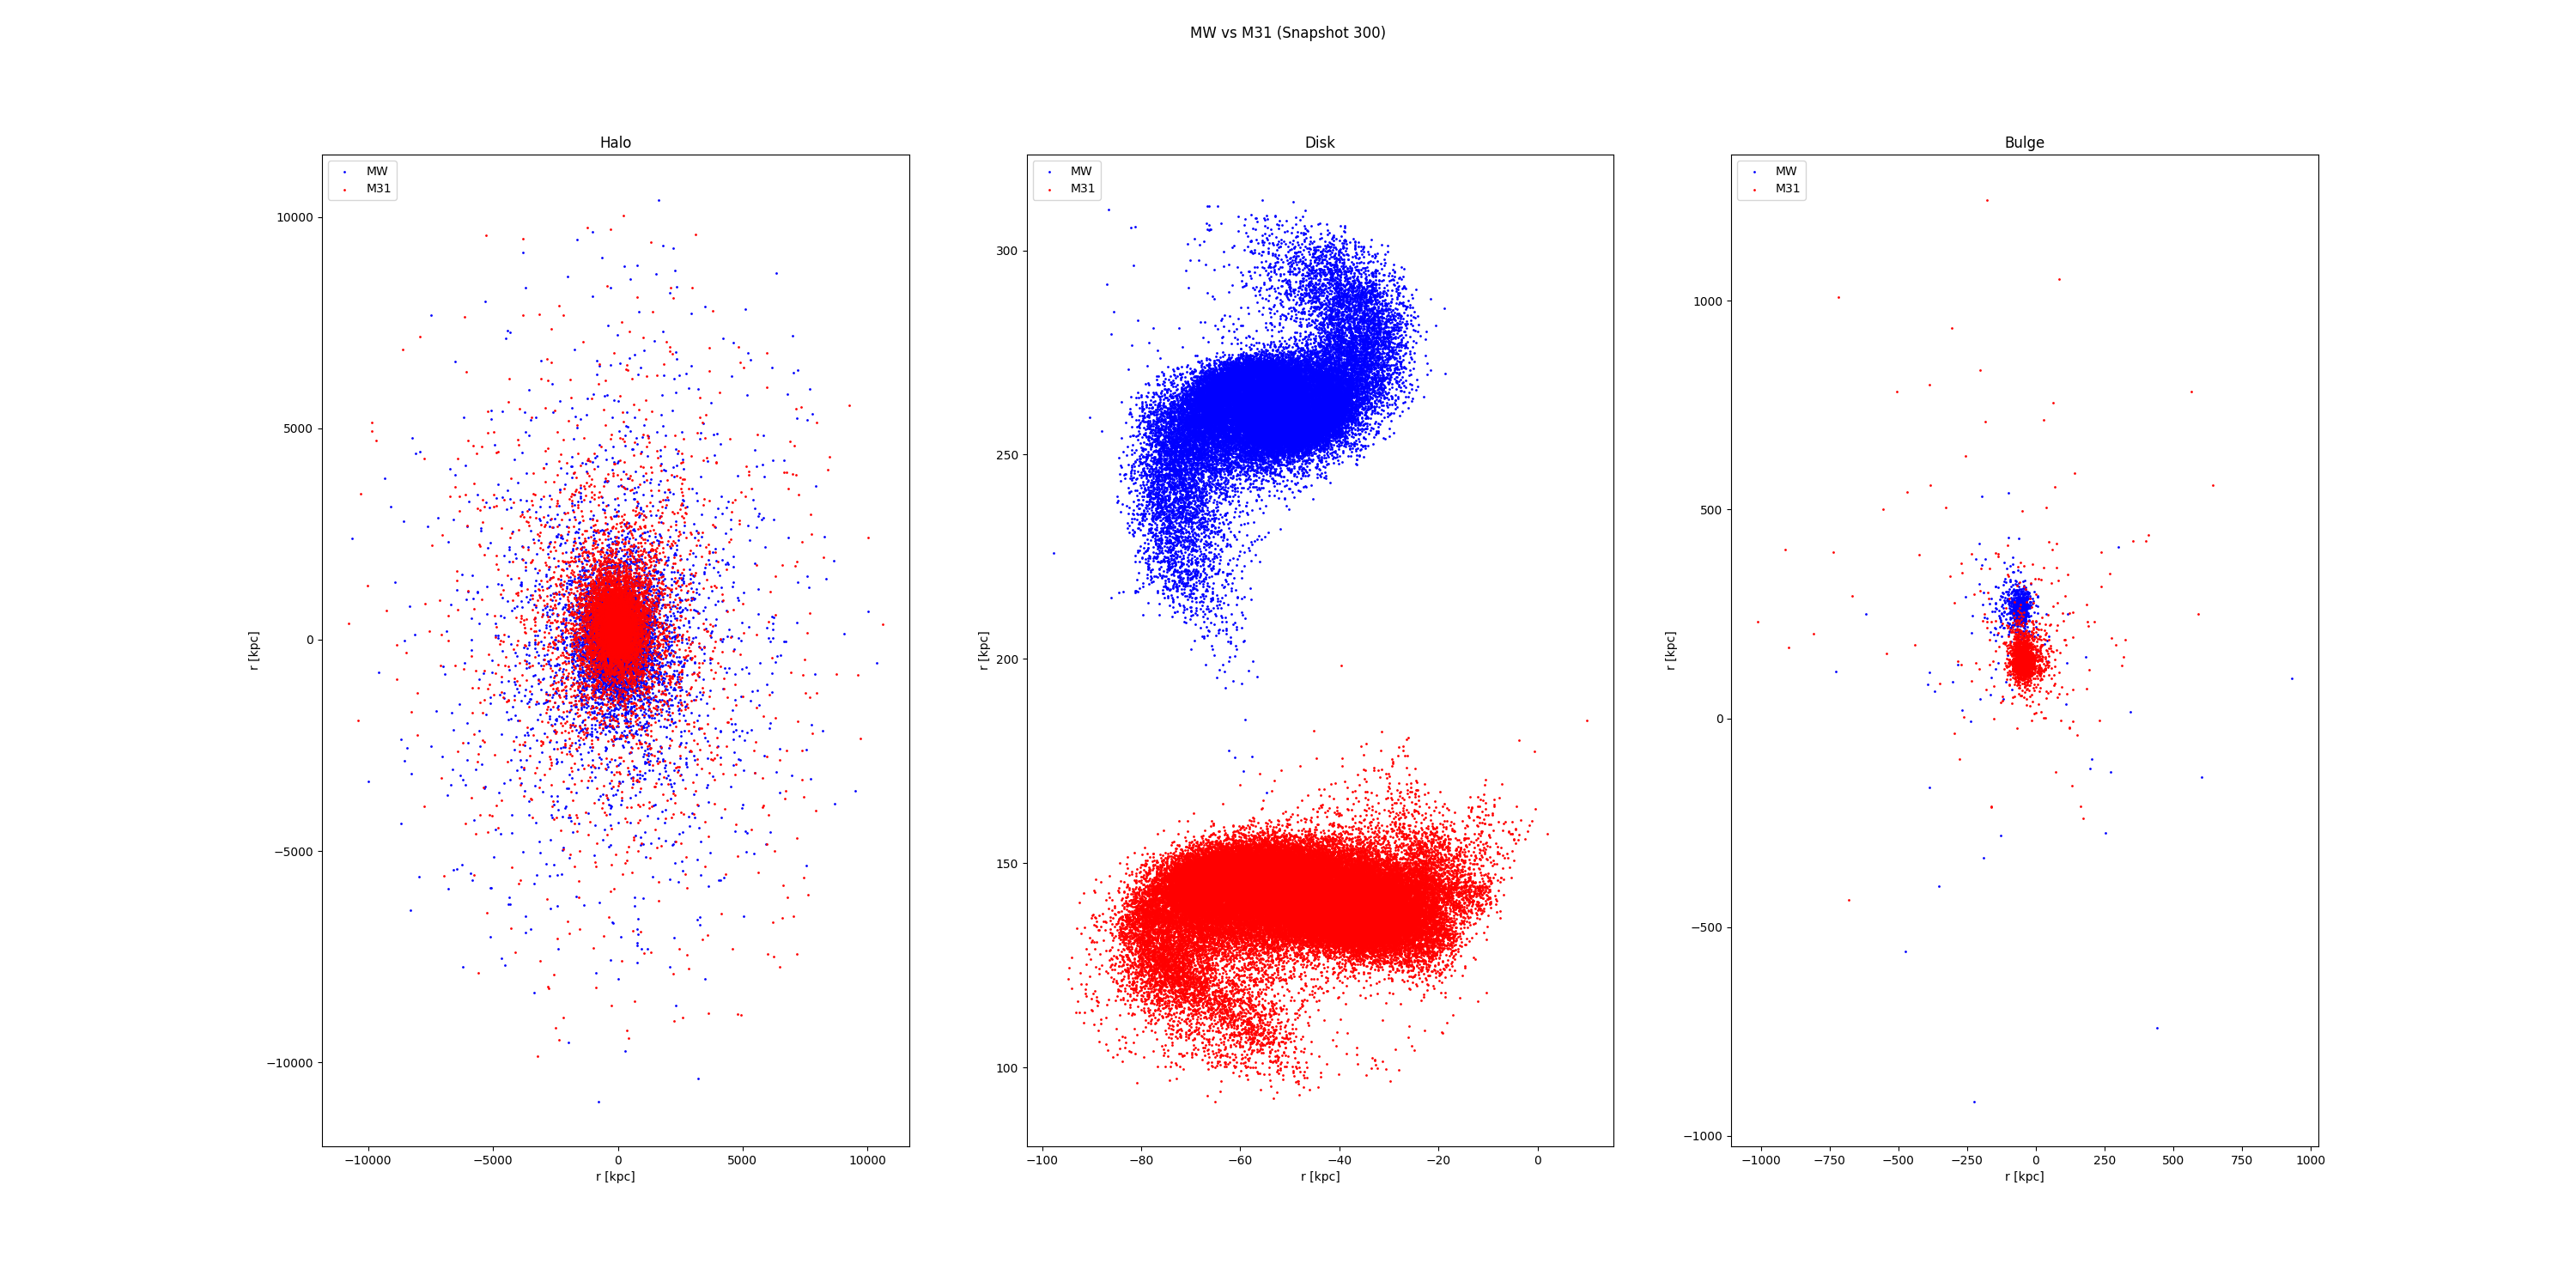 MW vs M31 (Snapshot 300)
Halo
MW
M31
10000
5000
0
−5000
−10000
r [kpc]
−10000 −5000 0 5000 10000
r [kpc]
Disk
MW
M31
300
250
200
150
100
r [kpc]
−100 −80 −60 −40 −20 0
r [kpc]
Bulge
MW
M31
1000
500
0
−500
−1000
r [kpc]
−1000 −750 −500 −250 0 250 500 750 1000
r [kpc]